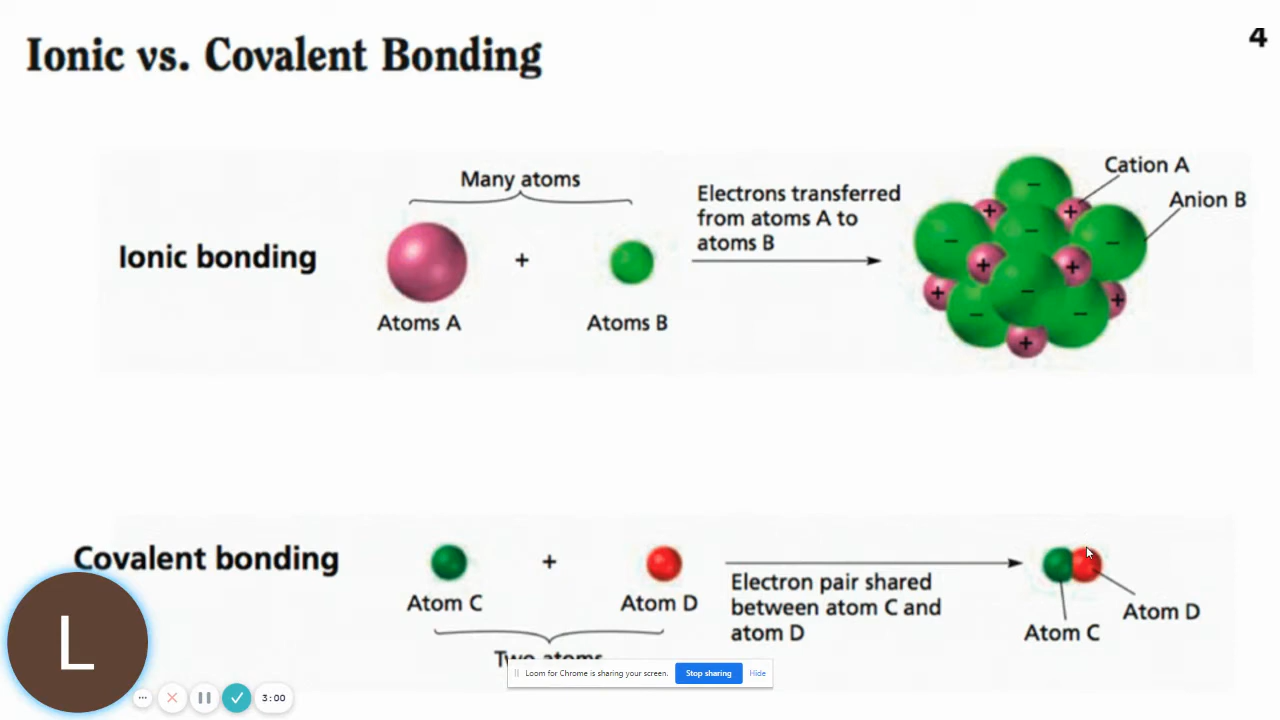 Ionic vs. Covalent Bonding
4
Many atoms
Ionic bonding
+
Atoms A
Atoms B
Electrons transferred
from atoms A to
atoms B
Cation A
Anion B
−
+
+
−
−
−
+
+
+
−
+
−
−
+
Covalent bonding
+
Atom C
Atom D
Two atoms
Electron pair shared
between atom C and
atom D
Atom C
Atom D
L
3:00
Loom for Chrome is sharing your screen.
Stop sharing
Hide